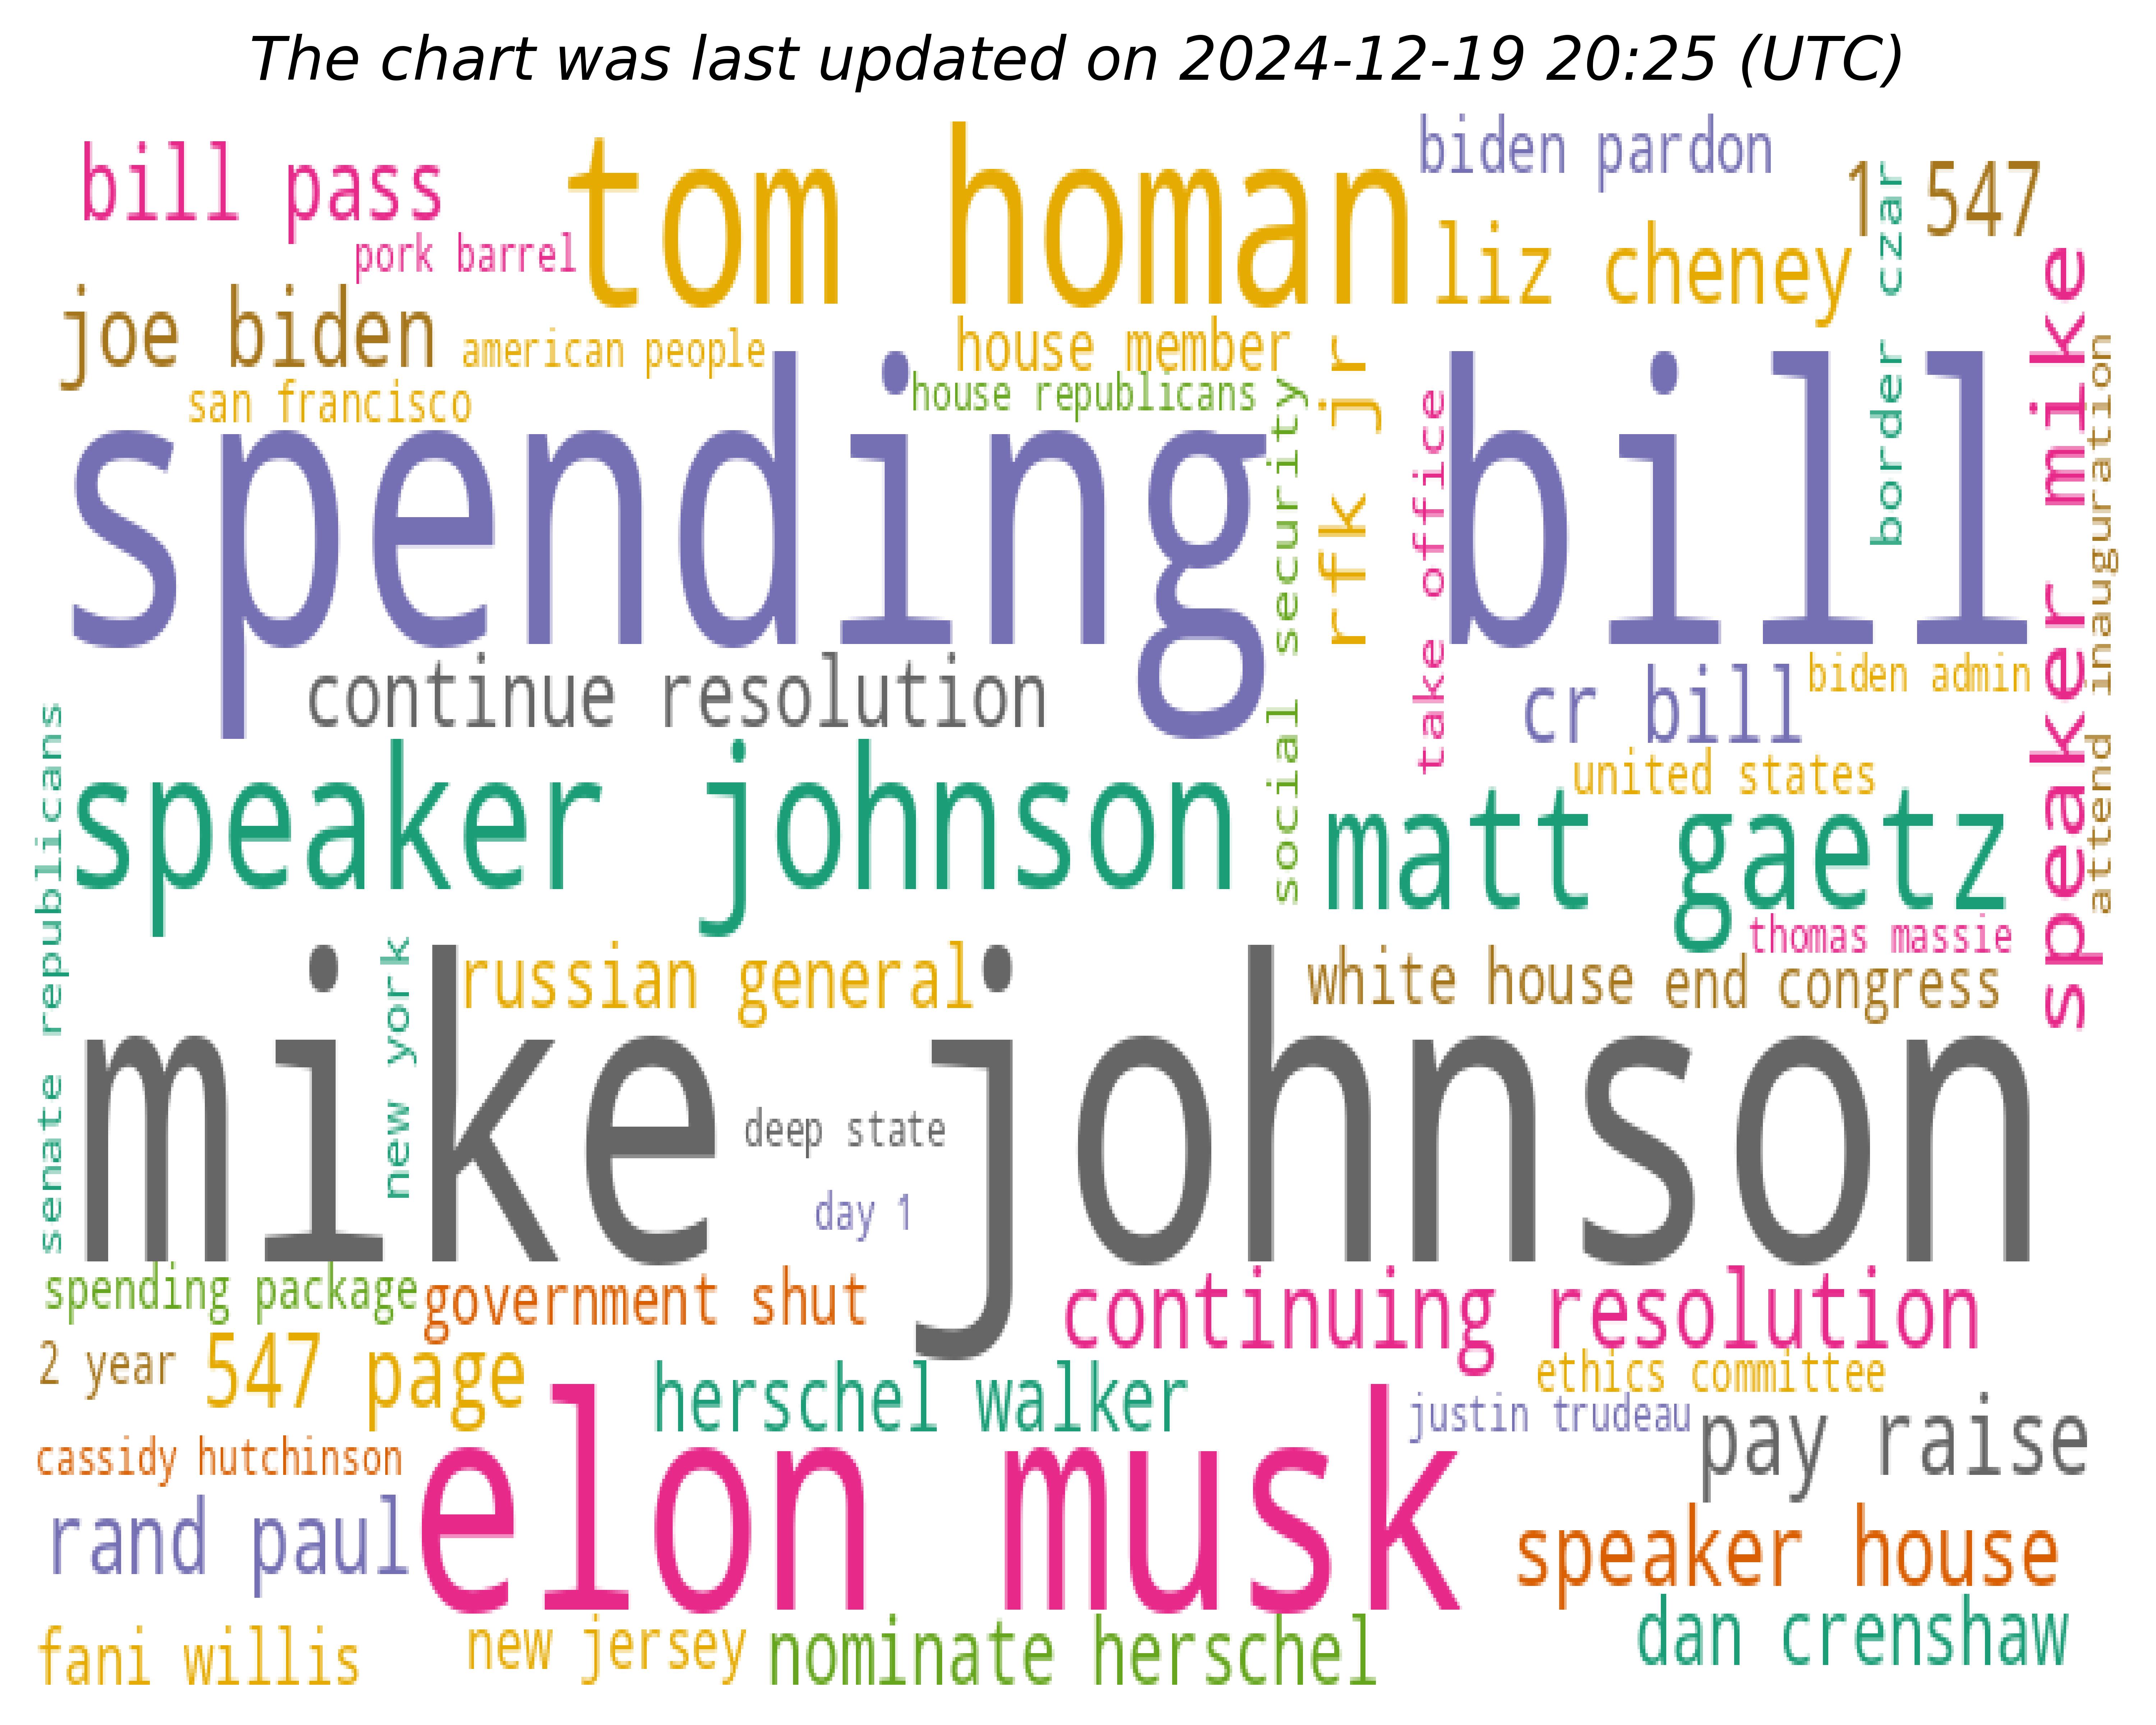 The chart was last updated on 2024-12-19 20:25 (UTC)
bill pass
tom homan
biden pardon
1 547
pork barrel
liz cheney
border czar
speaker mike
joe biden
american people
house member
rfk jr
attend inauguration
san francisco
house republicans
social security
take office
spending bill
continue resolution
cr bill
biden admin
senate republicans
speaker johnson
united states
matt gaetz
thomas massie
new york
russian general
white house
end congress
mike johnson
deep state
day 1
spending package
government shut
continuing resolution
2 year
547 page
herschel walker
ethics committee
justin trudeau
pay raise
cassidy hutchinson
elon musk
rand paul
speaker house
fani willis
new jersey
nominate herschel
dan crenshaw